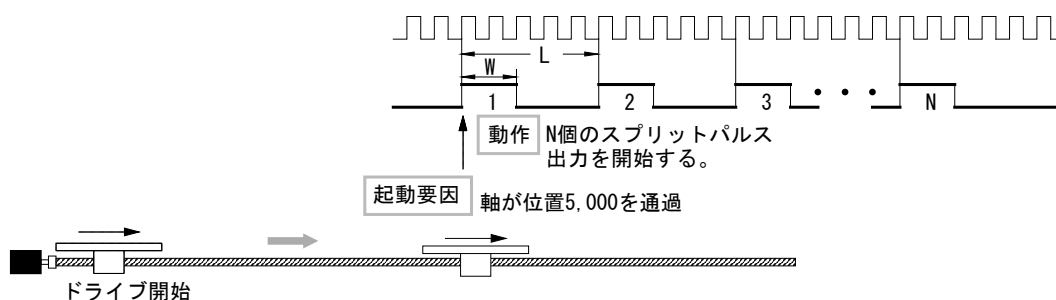 L
W
1 2 3 ・・・ N
動作 N個のスプリットパルス
出力を開始する。
起動要因 軸が位置5,000を通過
ドライブ開始